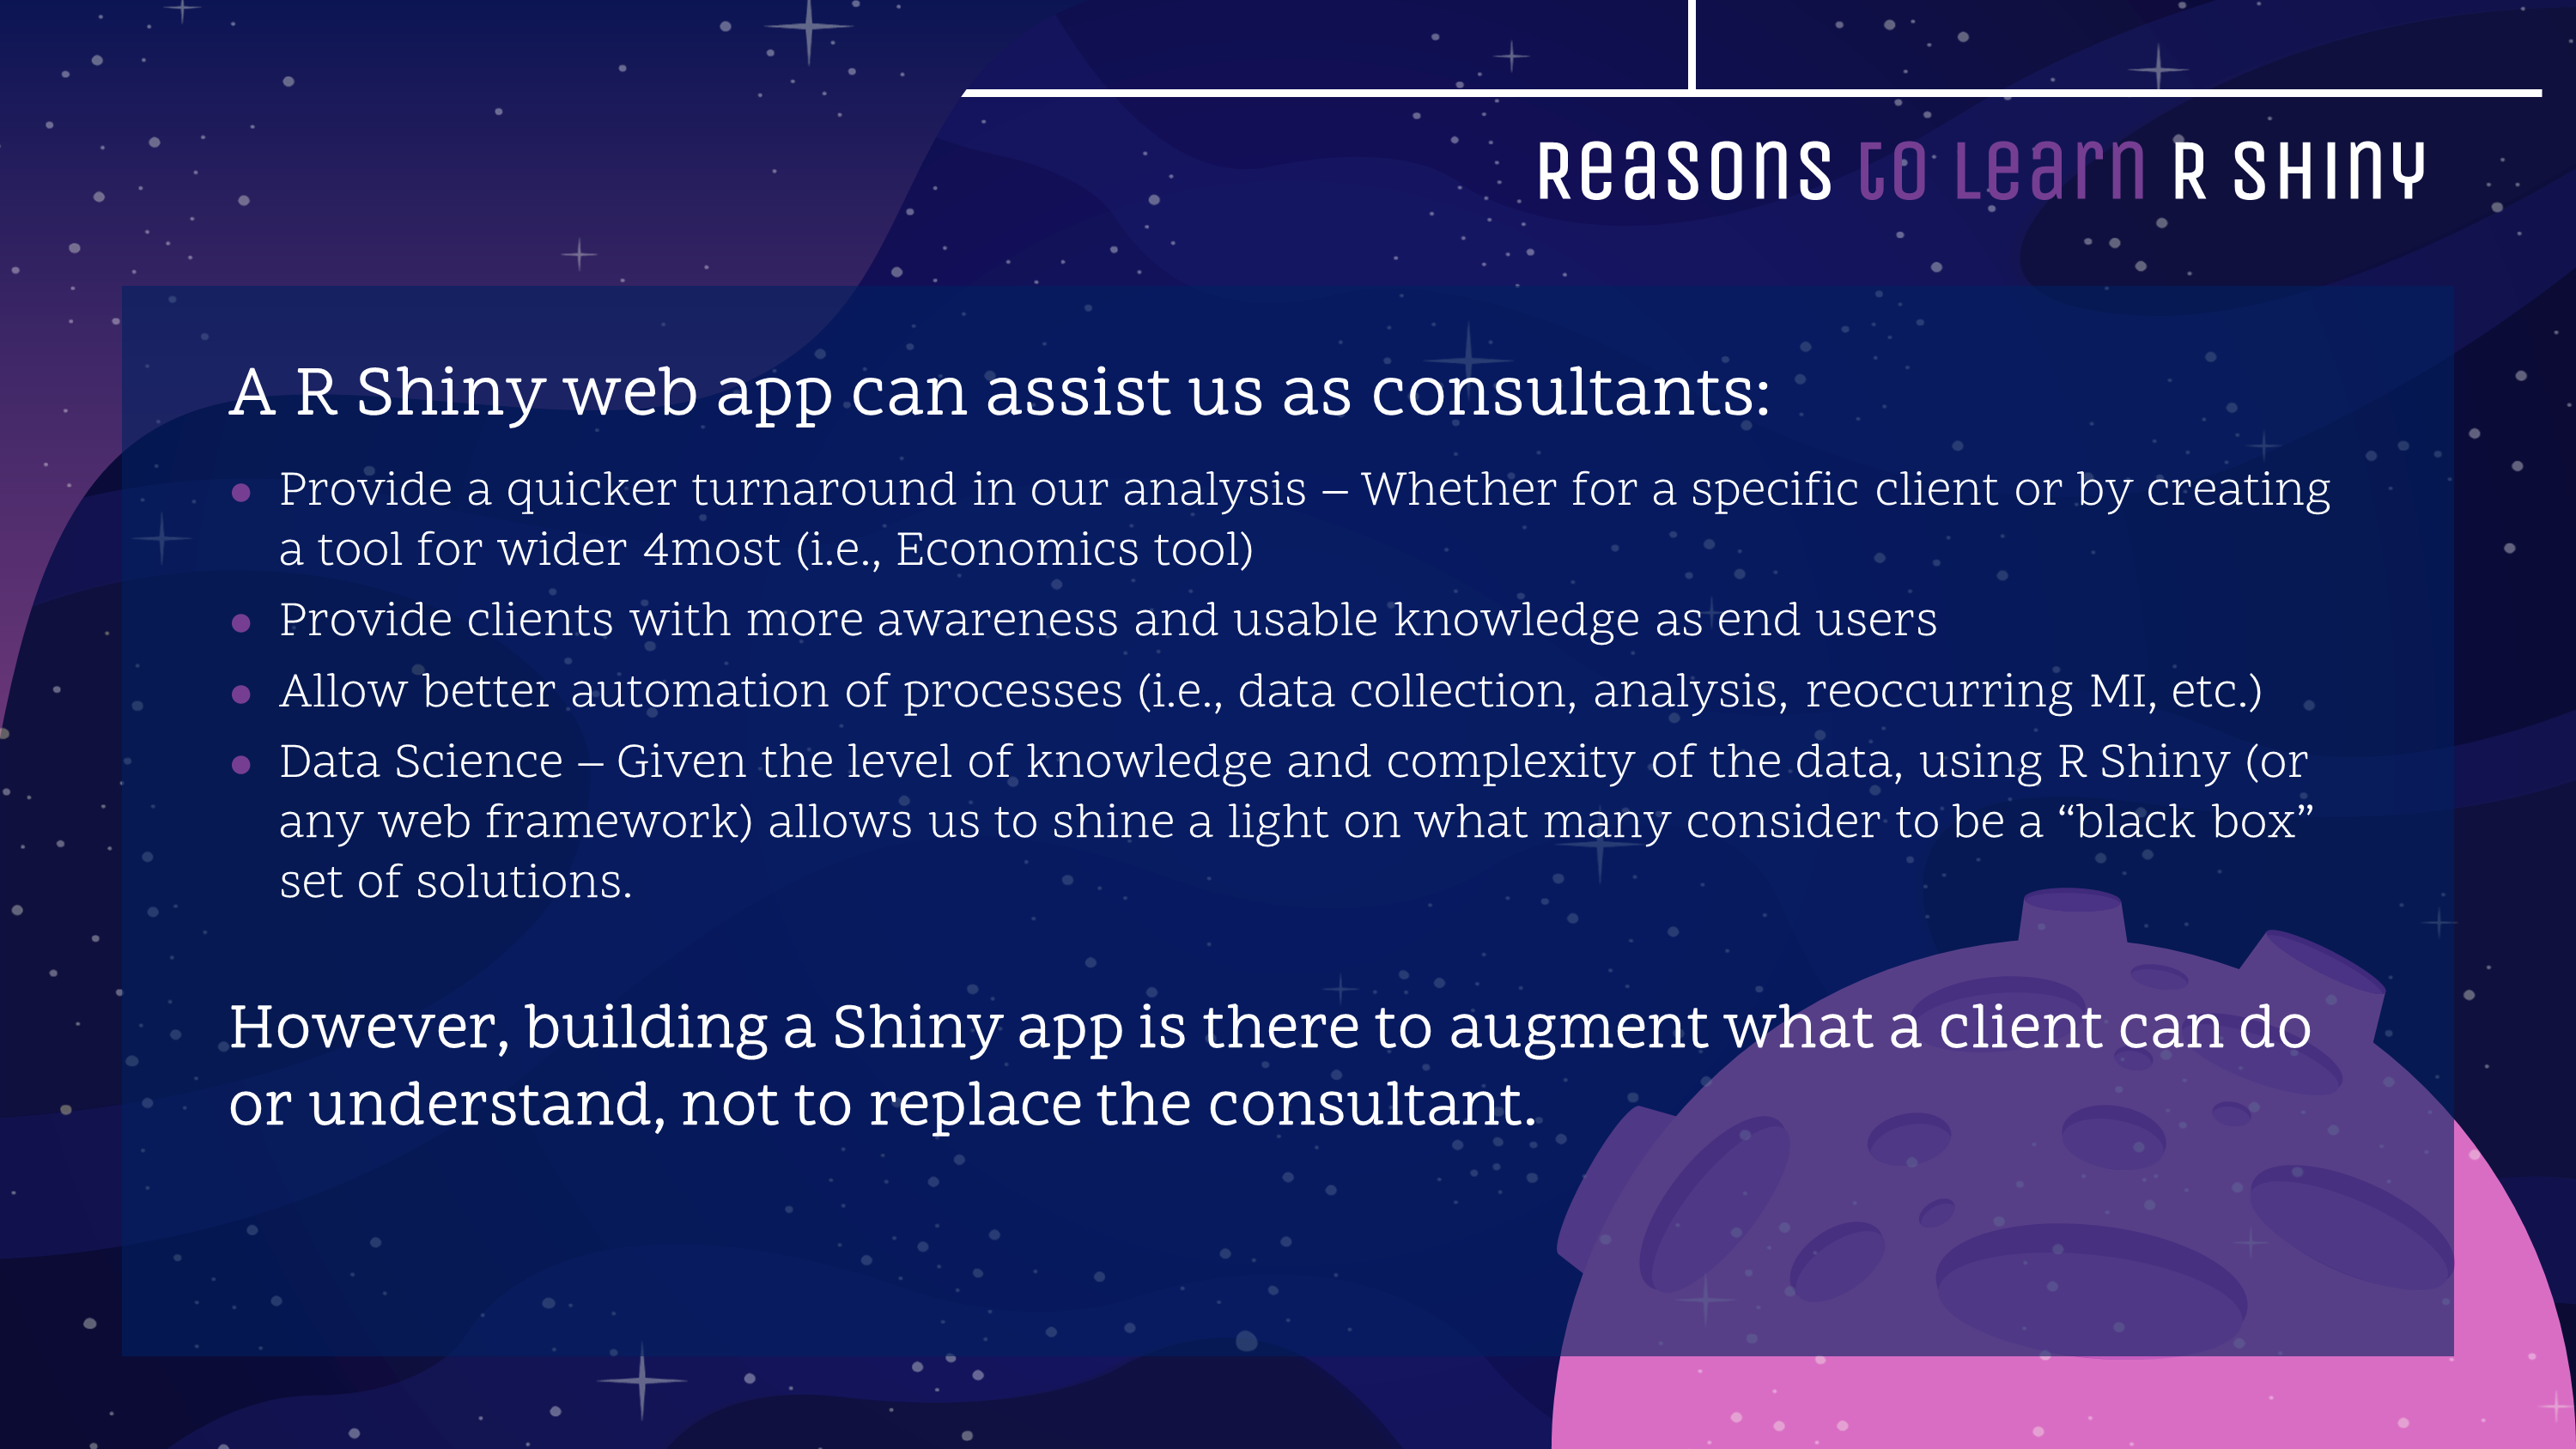 Reasons to Learn R SHINY
A R Shiny web app can assist us as consultants:
● Provide a quicker turnaround in our analysis – Whether for a specific client or by creating
a tool for wider 4most (i.e., Economics tool)
● Provide clients with more awareness and usable knowledge as end users
● Allow better automation of processes (i.e., data collection, analysis, reoccurring MI, etc.)
● Data Science – Given the level of knowledge and complexity of the data, using R Shiny (or
any web framework) allows us to shine a light on what many consider to be a “black box”
set of solutions.
However, building a Shiny app is there to augment what a client can do
or understand, not to replace the consultant.